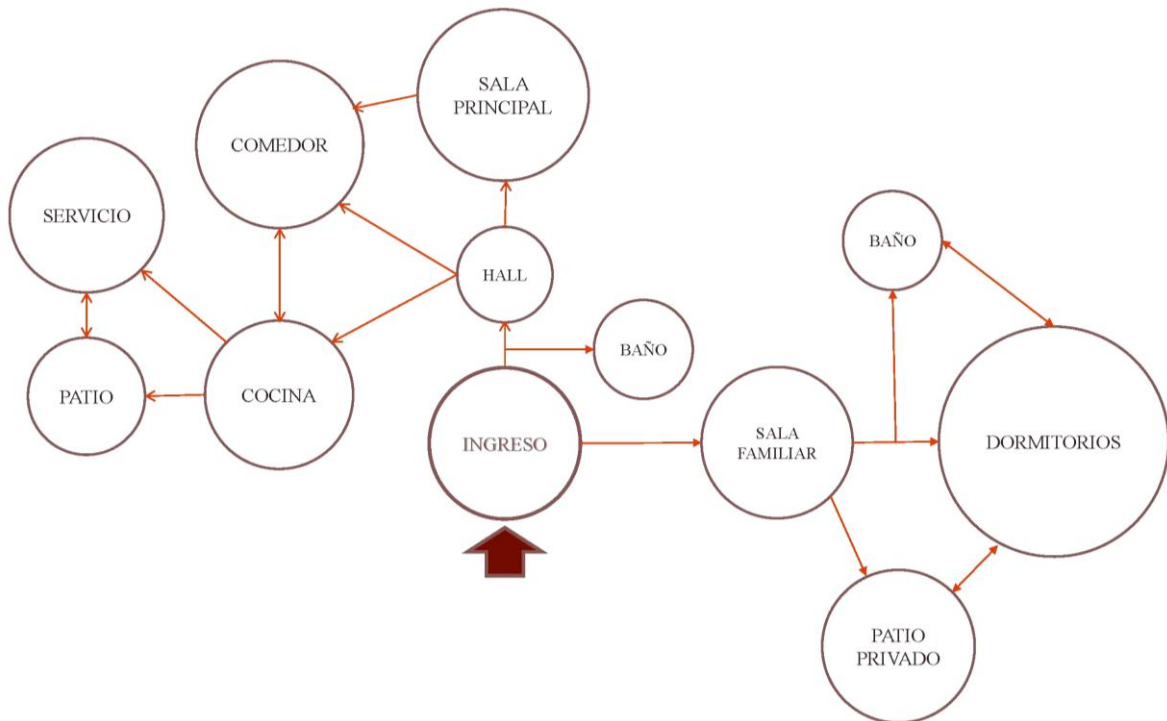 SALA
PRINCIPAL
COMEDOR
SERVICIO
BAÑO
HALL
BAÑO
PATIO
COCINA
INGRESO
SALA
FAMILIAR
DORMITORIOS
PATIO
PRIVADO